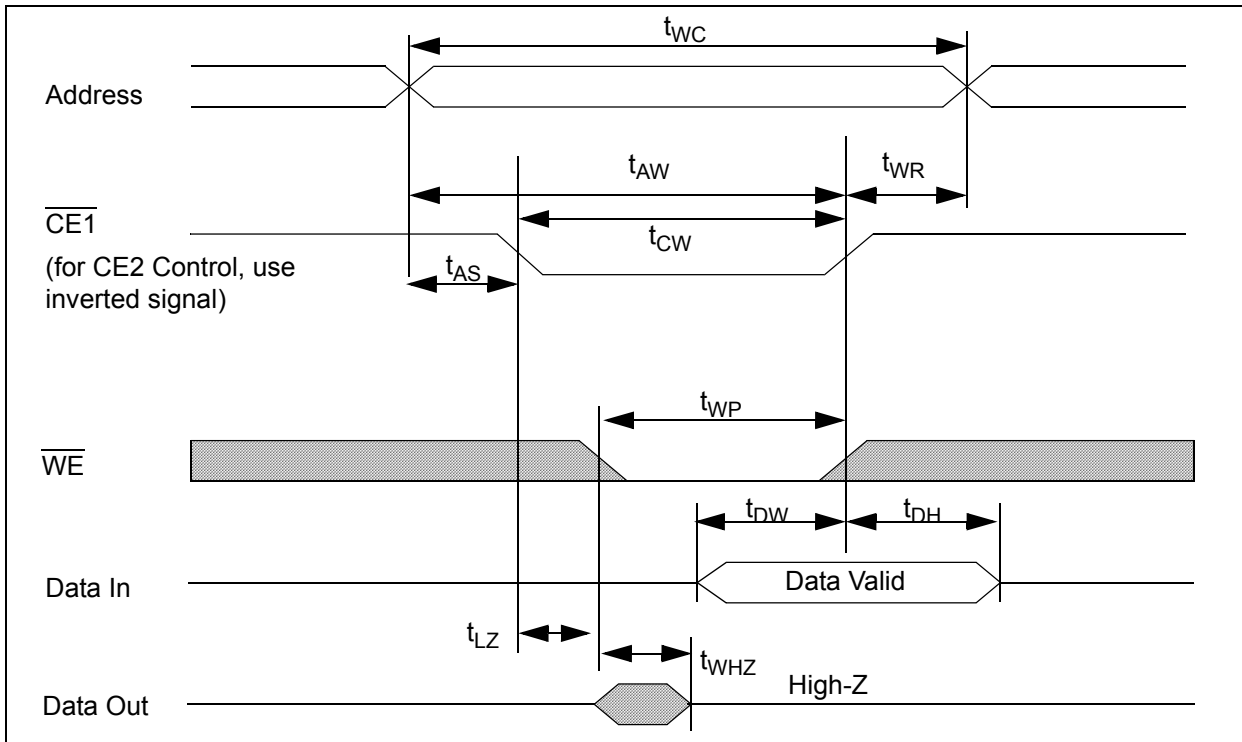 tWC
Address
tAW
tWR
CE1
tCW
(for CE2 Control, use
inverted signal)
tAS
tWP
WE
tDW
tDH
Data In
Data Valid
tLZ
tWHZ
High-Z
Data Out